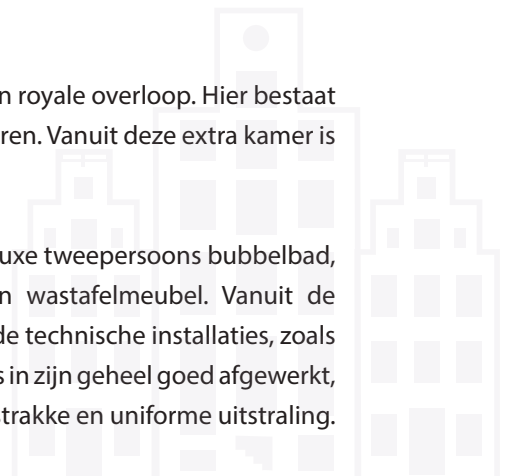 n royale overloop. Hier bestaat
ren. Vanuit deze extra kamer is
uxe tweepersoons bubbelbad,
n wastafelmeubel. Vanuit de
de technische installaties, zoals
s in zijn geheel goed afgewerkt,
strakke en uniforme uitstraling.